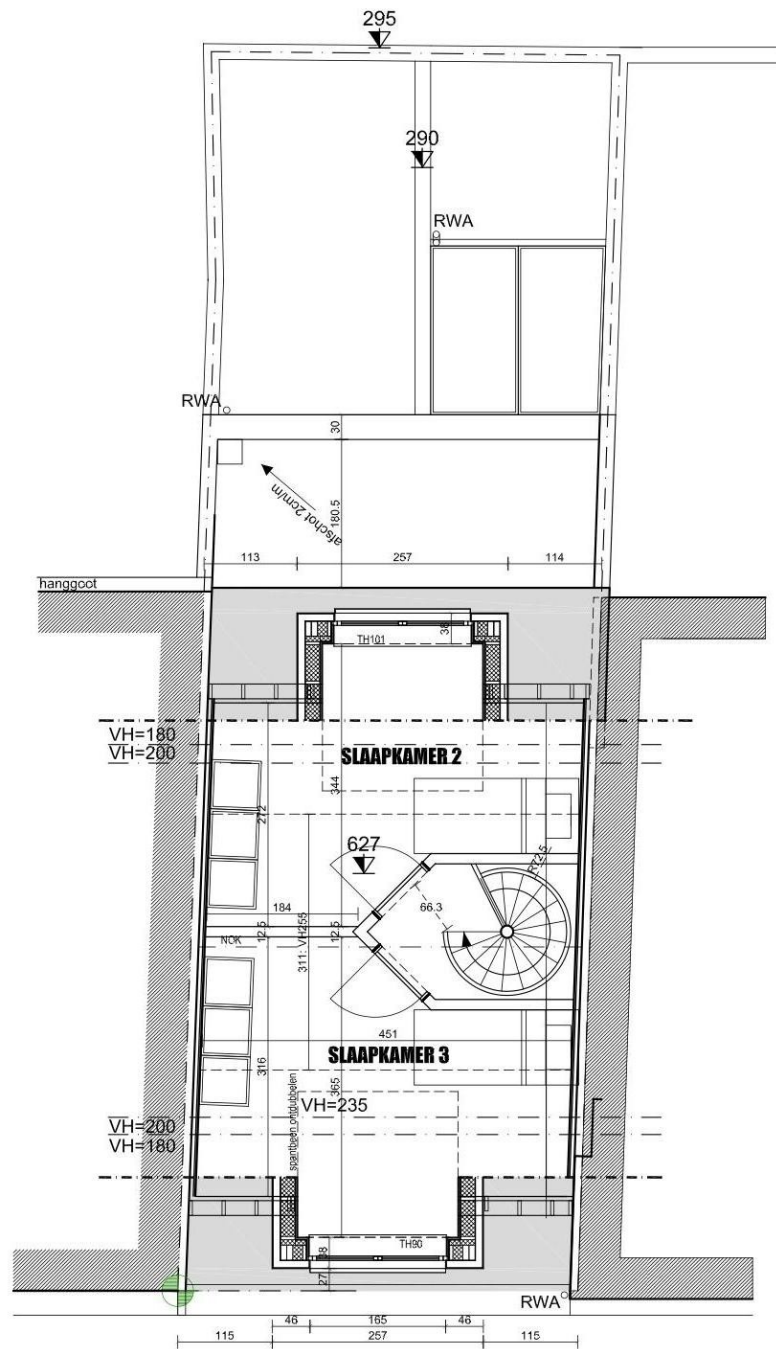 295
290
RWA
RWA
30
180.5
afschot 2cm/m
113
257
114
hanggoot
38
TH101
VH=180
VH=200
SLAAPKAMER 2
344
272
627
R72.5
66.3
184
12.5
311: VH255
12.5
NOK
451
SLAAPKAMER 3
316
365
spantbeen ontdubbelen
VH=235
VH=200
VH=180
TH90
38
27
RWA
46
165
46
115
257
115